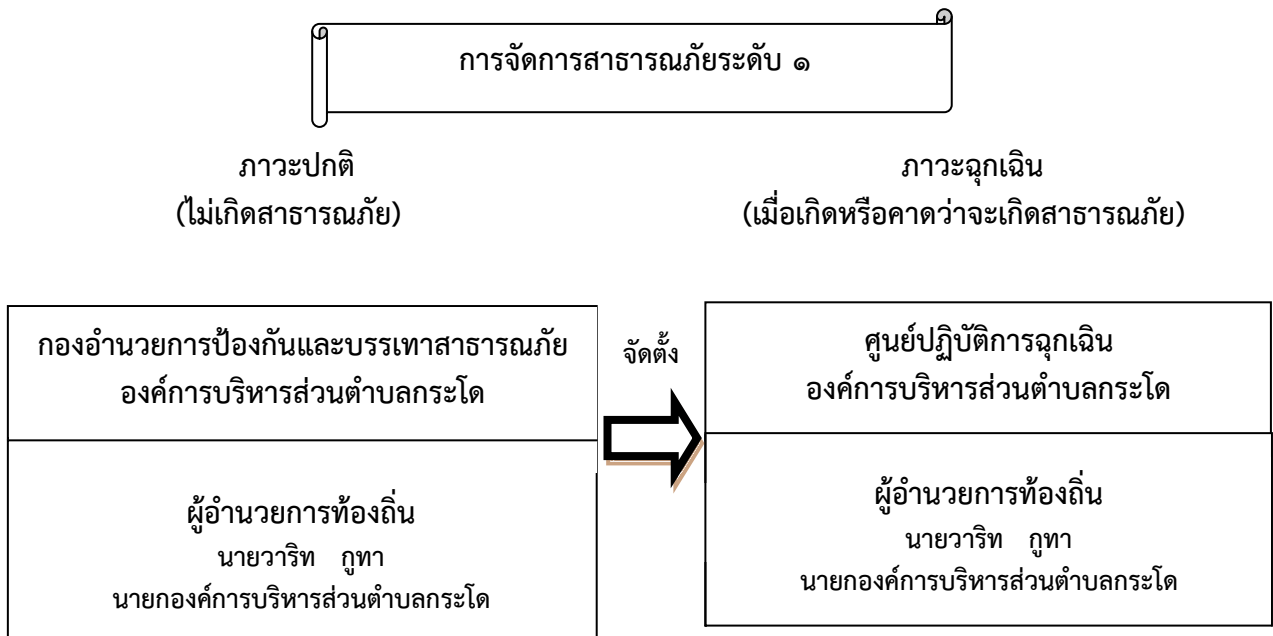 การจัดการสาธารณภัยระดับ ๑
ภาวะปกติ
(ไม่เกิดสาธารณภัย)
ภาวะฉุกเฉิน
(เมื่อเกิดหรือคาดว่าจะเกิดสาธารณภัย)
กองอำนวยการป้องกันและบรรเทาสาธารณภัย
องค์การบริหารส่วนตำบลกระโด
ผู้อำนวยการท้องถิ่น
นายวาริท กูทา
นายกองค์การบริหารส่วนตำบลกระโด
จัดตั้ง
ศูนย์ปฏิบัติการฉุกเฉิน
องค์การบริหารส่วนตำบลกระโด
ผู้อำนวยการท้องถิ่น
นายวาริท กูทา
นายกองค์การบริหารส่วนตำบลกระโด